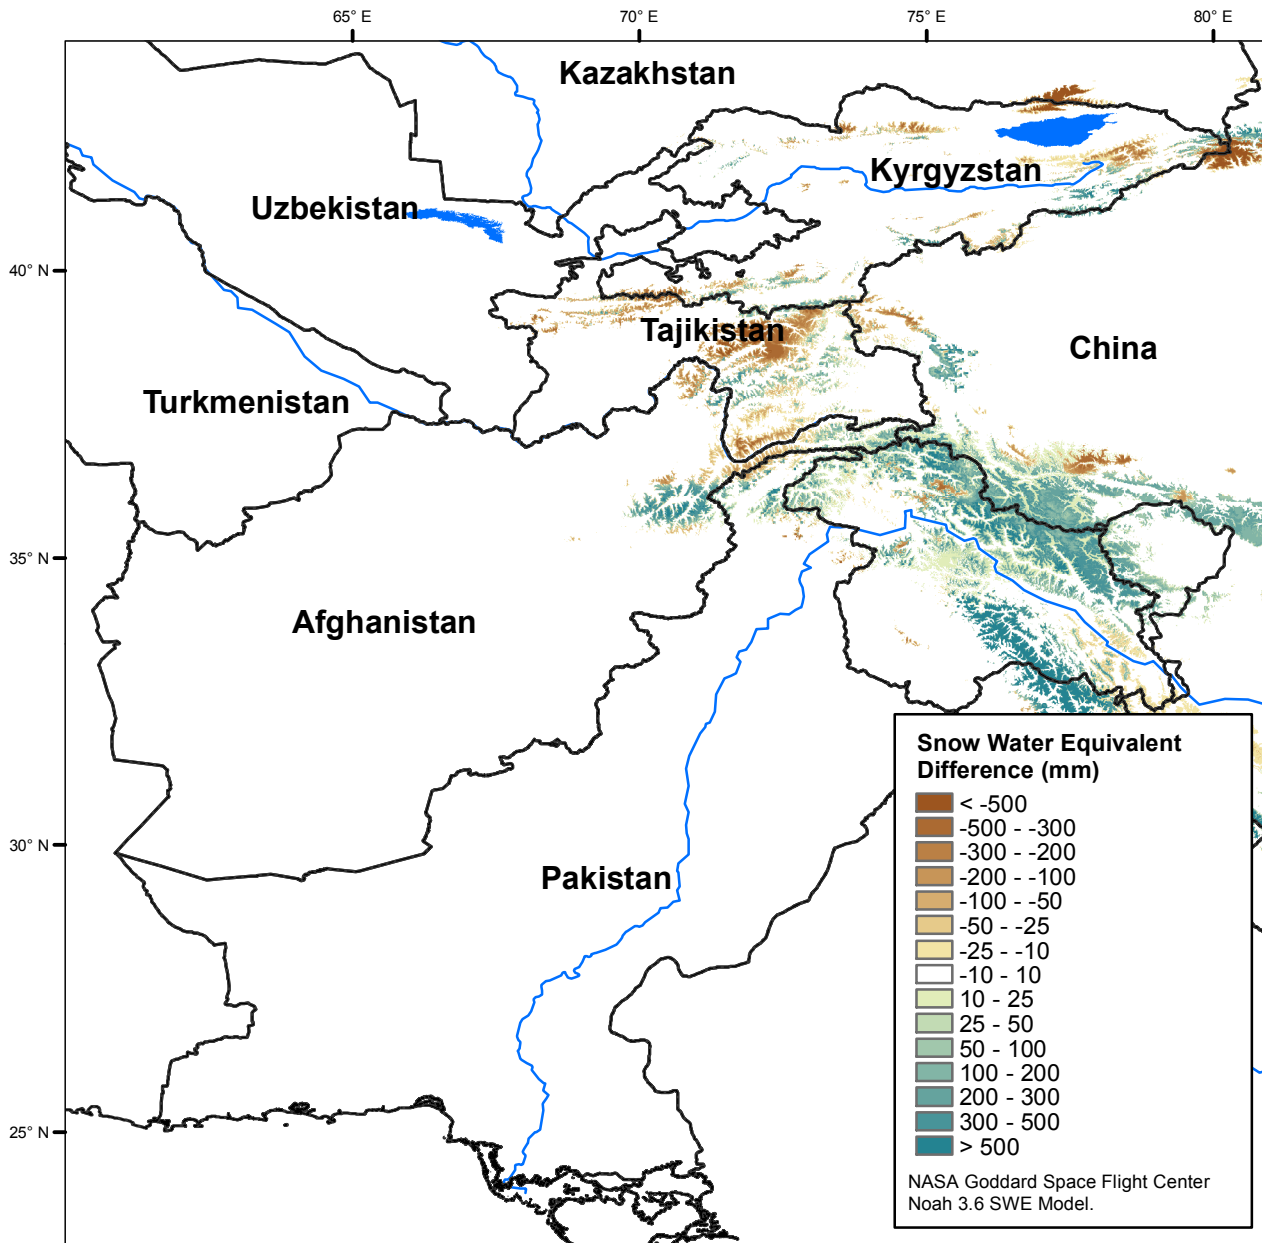 65° E
70° E
75° E
80° E
Kazakhstan
Kyrgyzstan
Uzbekistan
40° N
Tajikistan
China
Turkmenistan
35° N
Afghanistan
30° N
Pakistan
25° N
Snow Water Equivalent
Difference (mm)
< -500
-500 - -300
-300 - -200
-200 - -100
-100 - -50
-50 - -25
-25 - -10
-10 - 10
10 - 25
25 - 50
50 - 100
100 - 200
200 - 300
300 - 500
> 500
NASA Goddard Space Flight Center
Noah 3.6 SWE Model.